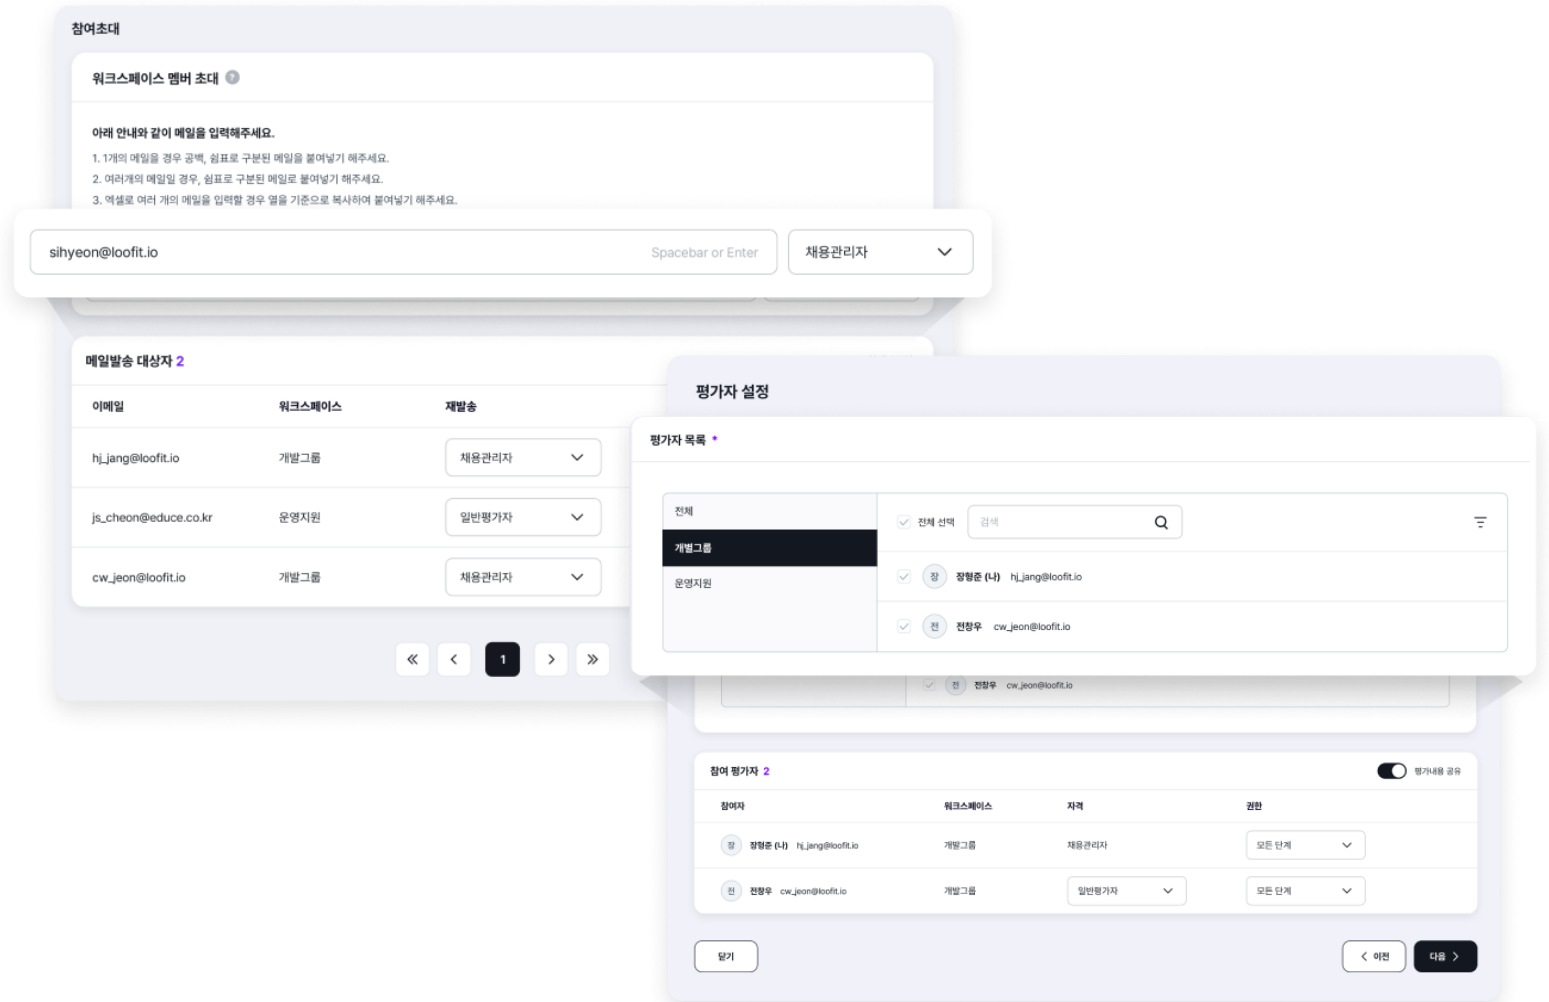 참여초대
워크스페이스 멤버 초대 ?
아래 안내와 같이 메일을 입력해주세요.
1. 1개의 메일을 경우 공백, 쉼표로 구분된 메일을 붙여넣기 해주세요.
2. 여러개의 메일일 경우, 쉼표로 구분된 메일로 붙여넣기 해주세요.
3. 엑셀로 여러 개의 메일을 입력할 경우 열을 기준으로 복사하여 붙여넣기 해주세요.
sihyeon@loofit.io Spacebar or Enter 채용관리자
메일발송 대상자 2
이메일 워크스페이스 재발송
hj_jang@loofit.io 개발그룹 채용관리자
js_cheon@educe.co.kr 운영지원 일반평가자
cw_jeon@loofit.io 개발그룹 채용관리자
1
평가자 설정
평가자 목록 *
전체
개별그룹
운영지원
전체 선택 검색
장 장형준 (나) hj_jang@loofit.io
전 전창우 cw_jeon@loofit.io
전 전창우 cw_jeon@loofit.io
참여 평가자 2 평가내용 공유
참여자 워크스페이스 자격 권한
장 장형준 (나) hj_jang@loofit.io 개발그룹 채용관리자 모든 단계
전 전창우 cw_jeon@loofit.io 개발그룹 일반평가자 모든 단계
닫기 이전 다음